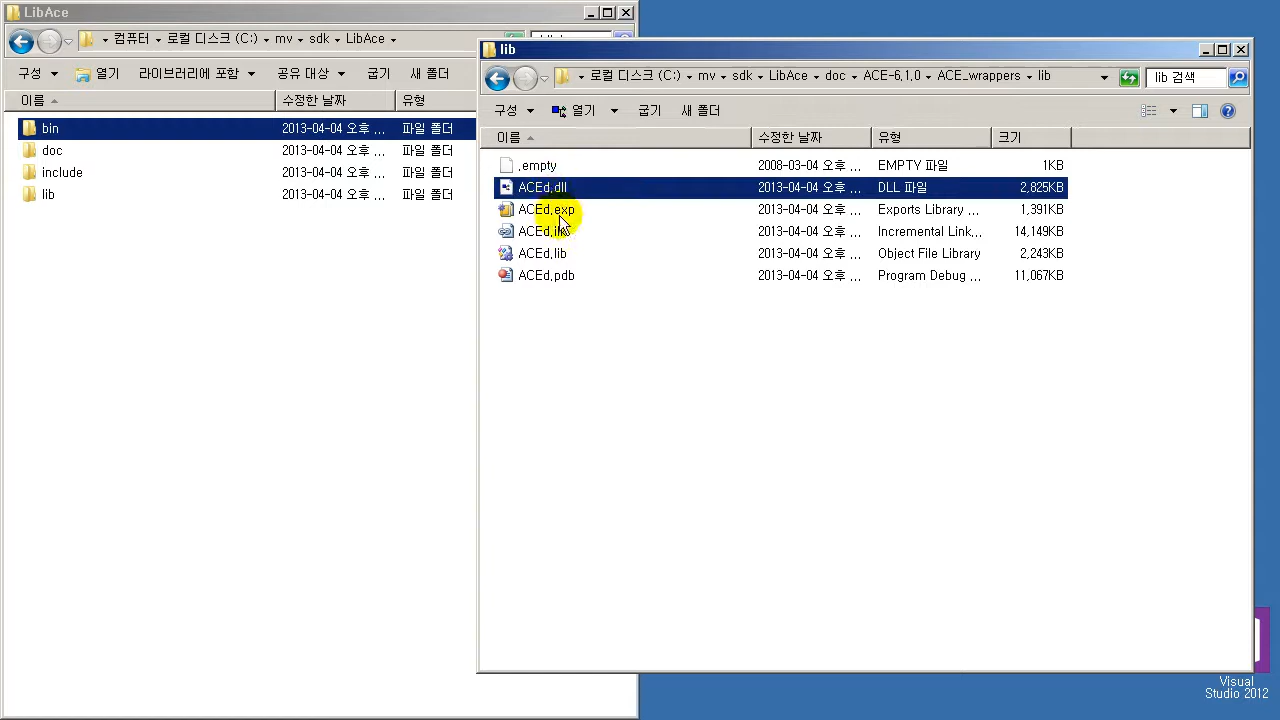 LibAce
컴퓨터 로컬 디스크 (C:) mv sdk LibAce
구성 열기 라이브러리에 포함 공유 대상 굽기 새 폴더
이름 수정한 날짜 유형
bin 2013-04-04 오후 ... 파일 폴더
doc 2013-04-04 오후 ... 파일 폴더
include 2013-04-04 오후 ... 파일 폴더
lib 2013-04-04 오후 ... 파일 폴더
lib
로컬 디스크 (C:) mv sdk LibAce doc ACE-6.1.0 ACE_wrappers lib
lib 검색
구성 열기 굽기 새 폴더
이름 수정한 날짜 유형 크기
.empty 2008-03-04 오후 ... EMPTY 파일 1KB
ACEd.dll 2013-04-04 오후 ... DLL 파일 2,825KB
ACEd.exp 2013-04-04 오후 ... Exports Library ... 1,391KB
2013-04-04 오후 ... Incremental Link... 14,149KB
ACEd.lib 2013-04-04 오후 ... Object File Library 2,243KB
ACEd.pdb 2013-04-04 오후 ... Program Debug ... 11,067KB
Visual
Studio 2012